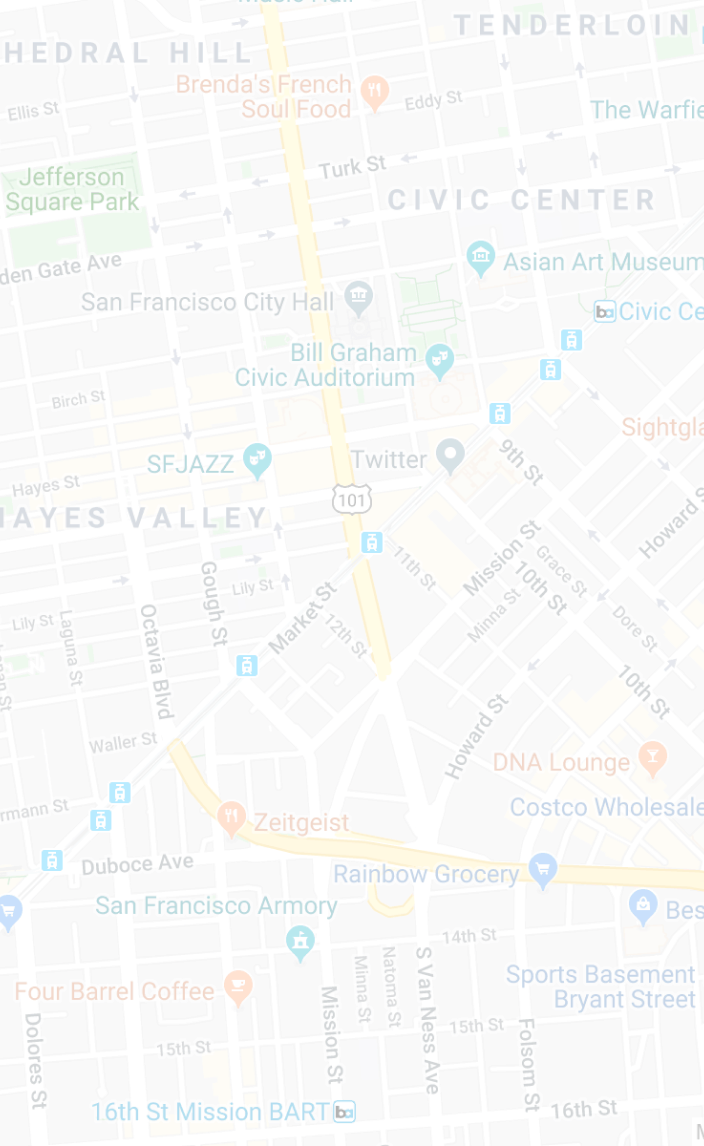 TENDERLOIN
HEDRAL HILL
Brenda's French
Soul Food
Eddy St
Ellis St
The Warfie
Turk St
Jefferson
Square Park
CIVIC CENTER
den Gate Ave
Asian Art Museum
San Francisco City Hall
Civic Ce
Bill Graham
Civic Auditorium
Birch St
Sightgla
SFJAZZ
Twitter
9th St
Hayes St
101
HAYES VALLEY
Howard S
Mission St
11th St
Grace St
10th St
Lily St
Gough St
Market St
Minna St
Dore St
Octavia Blvd
Lily St
Laguna St
12th St
10th St
Howard St
Waller St
DNA Lounge
Costco Wholesale
rmann St
Zeitgeist
Duboce Ave
Rainbow Grocery
San Francisco Armory
Bes
14th St
S Van Ness Ave
Natoma St
Minna St
Sports Basement
Bryant Street
Four Barrel Coffee
Mission St
Dolores St
Folsom St
15th St
15th St
16th St Mission BART
16th St